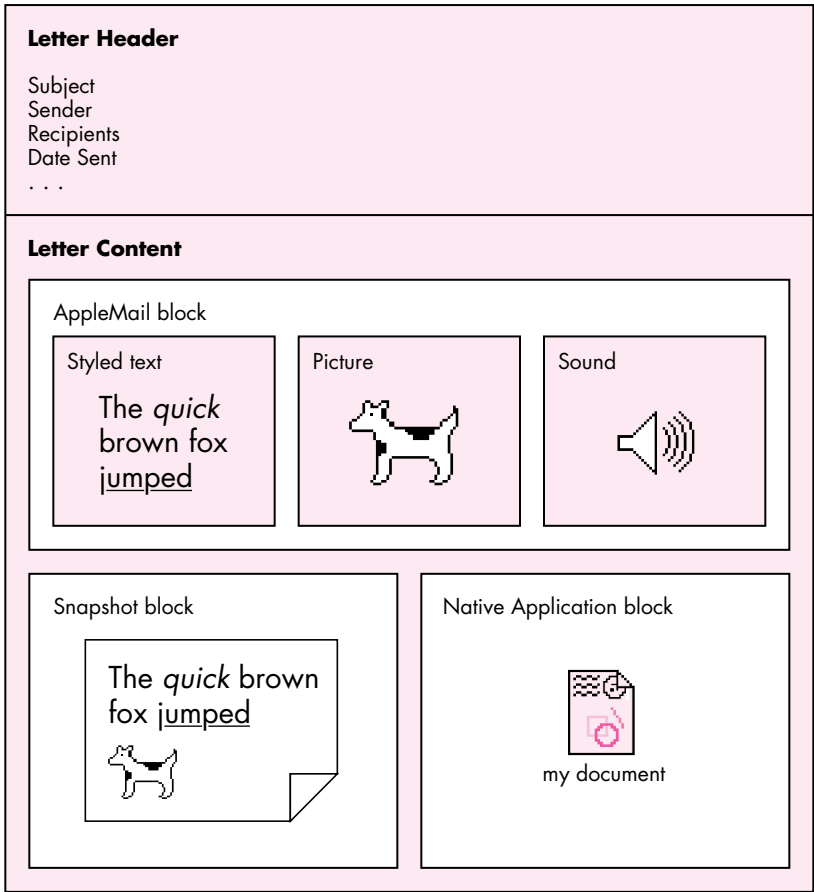 Letter Header
Subject
Sender
Recipients
Date Sent
. . .
Letter Content
AppleMail block
Styled text
The quick
brown fox
jumped
Picture
Sound
Snapshot block
The quick brown
fox jumped
Native Application block
my document